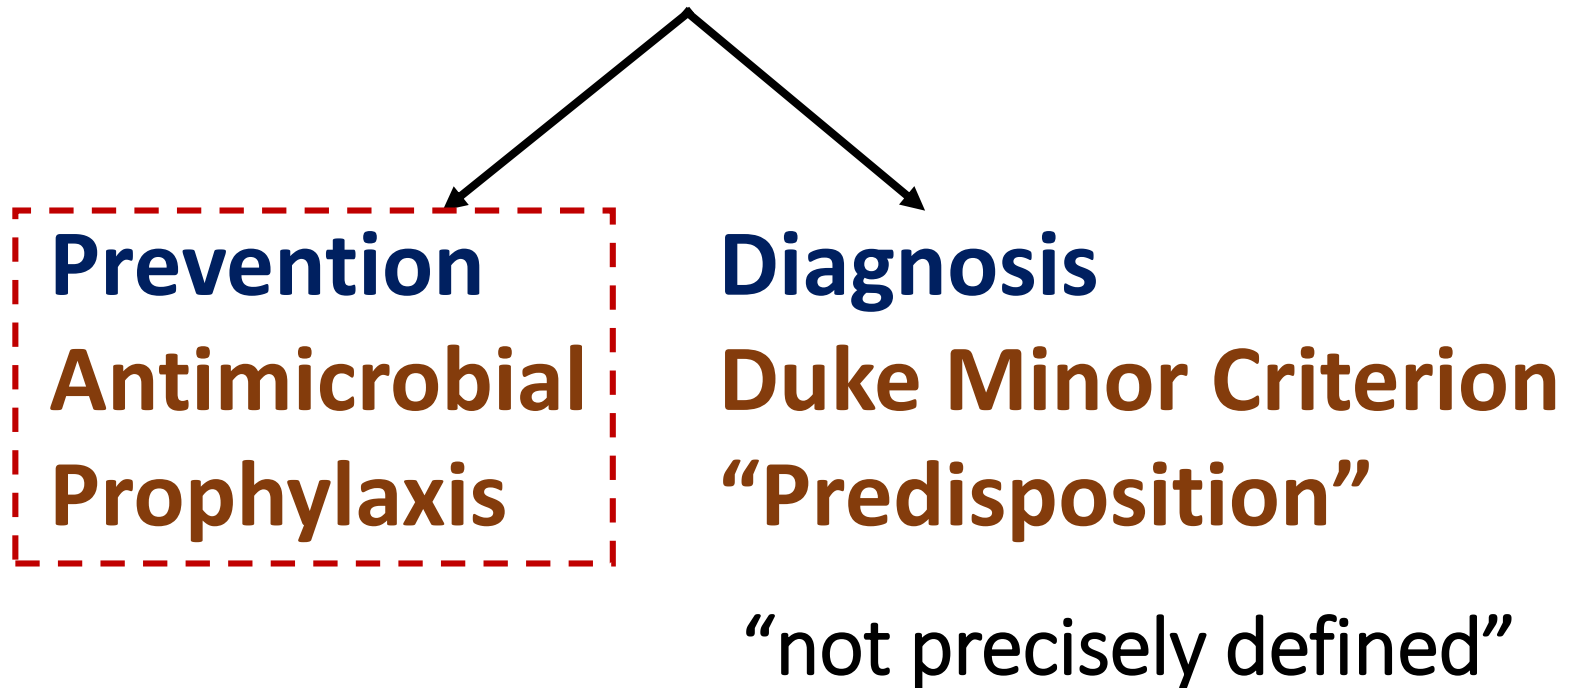 Prevention
Antimicrobial
Prophylaxis
Diagnosis
Duke Minor Criterion
“Predisposition”
“not precisely defined”